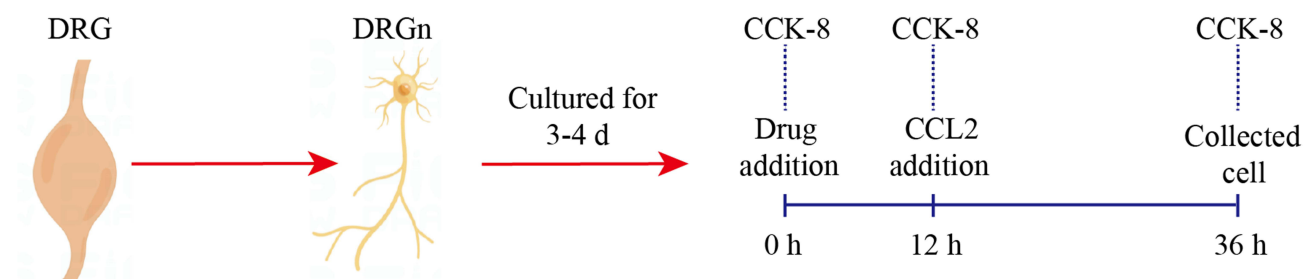 DRG
DRGn
Cultured for
3-4 d
CCK-8
CCK-8
CCK-8
Drug
addition
CCL2
addition
Collected
cell
0 h
12 h
36 h